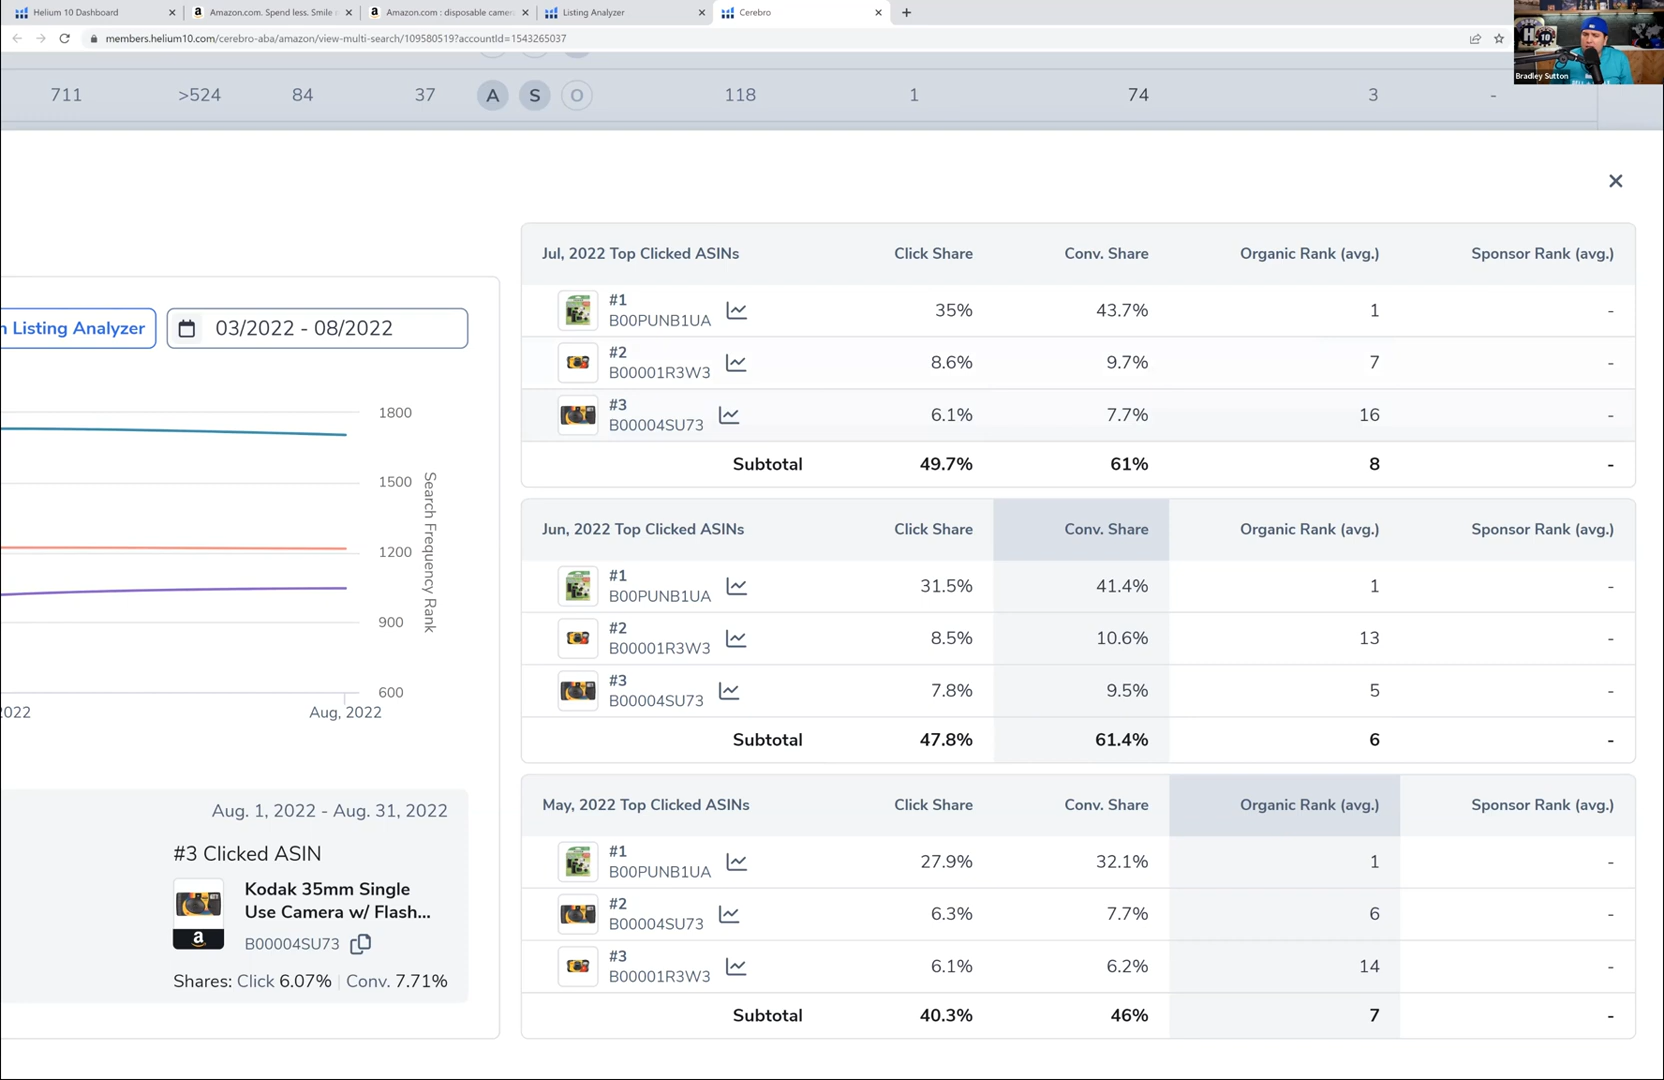 Helium 10 Dashboard
Amazon.com. Spend less. Smile
Amazon.com : disposable camer
Listing Analyzer
Cerebro
members.helium10.com/cerebro-aba/amazon/view-multi-search/109580519?accountId=1543265037
H 10
Bradley Sutton
711 >524 84 37 A S O 118 1 74 3 -
n Listing Analyzer
03/2022 - 08/2022
1800
1500
1200
900
600
Search Frequency Rank
2022
Aug, 2022
Aug. 1, 2022 - Aug. 31, 2022
#3 Clicked ASIN
Kodak 35mm Single
Use Camera w/ Flash...
B00004SU73
Shares: Click 6.07% | Conv. 7.71%
Jul, 2022 Top Clicked ASINs Click Share Conv. Share Organic Rank (avg.) Sponsor Rank (avg.)
#1
B00PUNB1UA 35% 43.7% 1 -
#2
B00001R3W3 8.6% 9.7% 7 -
#3
B00004SU73 6.1% 7.7% 16 -
Subtotal 49.7% 61% 8 -
Jun, 2022 Top Clicked ASINs Click Share Conv. Share Organic Rank (avg.) Sponsor Rank (avg.)
#1
B00PUNB1UA 31.5% 41.4% 1 -
#2
B00001R3W3 8.5% 10.6% 13 -
#3
B00004SU73 7.8% 9.5% 5 -
Subtotal 47.8% 61.4% 6 -
May, 2022 Top Clicked ASINs Click Share Conv. Share Organic Rank (avg.) Sponsor Rank (avg.)
#1
B00PUNB1UA 27.9% 32.1% 1 -
#2
B00004SU73 6.3% 7.7% 6 -
#3
B00001R3W3 6.1% 6.2% 14 -
Subtotal 40.3% 46% 7 -